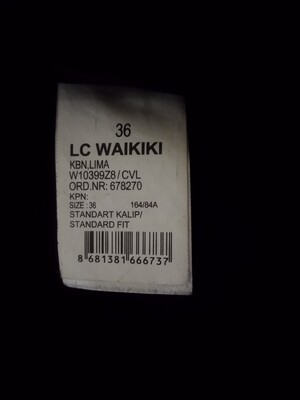 36
LC WAIKIKI
KBN,LIMA
W10399Z8/CVL
ORD.NR: 678270
KPN:
SIZE : 36 164/84A
STANDART KALIP/
STANDARD FIT
8 681381 666737